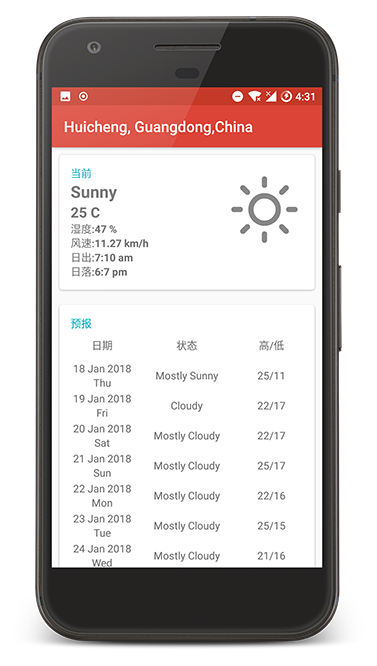 4:31
Huicheng, Guangdong,China
当前
Sunny
25 C
湿度:47 %
风速:11.27 km/h
日出:7:10 am
日落:6:7 pm
预报
日期 状态 高/低
18 Jan 2018
Thu
Mostly Sunny 25/11
19 Jan 2018
Fri
Cloudy 22/17
20 Jan 2018
Sat
Mostly Cloudy 22/17
21 Jan 2018
Sun
Mostly Cloudy 25/17
22 Jan 2018
Mon
Mostly Cloudy 22/16
23 Jan 2018
Tue
Mostly Cloudy 25/15
24 Jan 2018
Wed
Mostly Cloudy 21/16